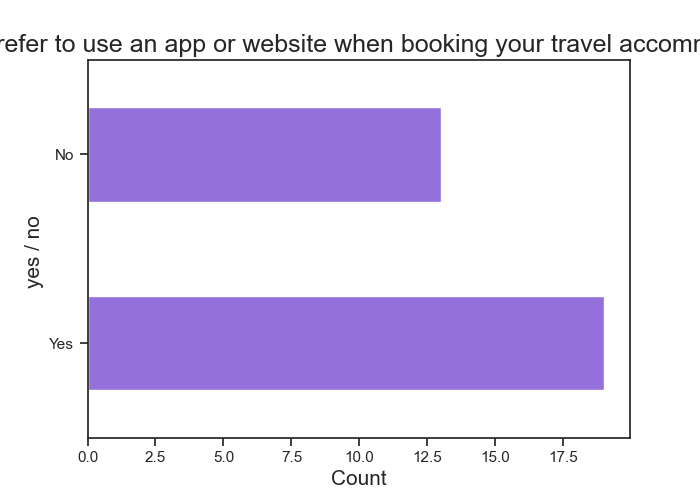 refer to use an app or website when booking your travel accomm
No
Yes
yes / no
0.0 2.5 5.0 7.5 10.0 12.5 15.0 17.5
Count